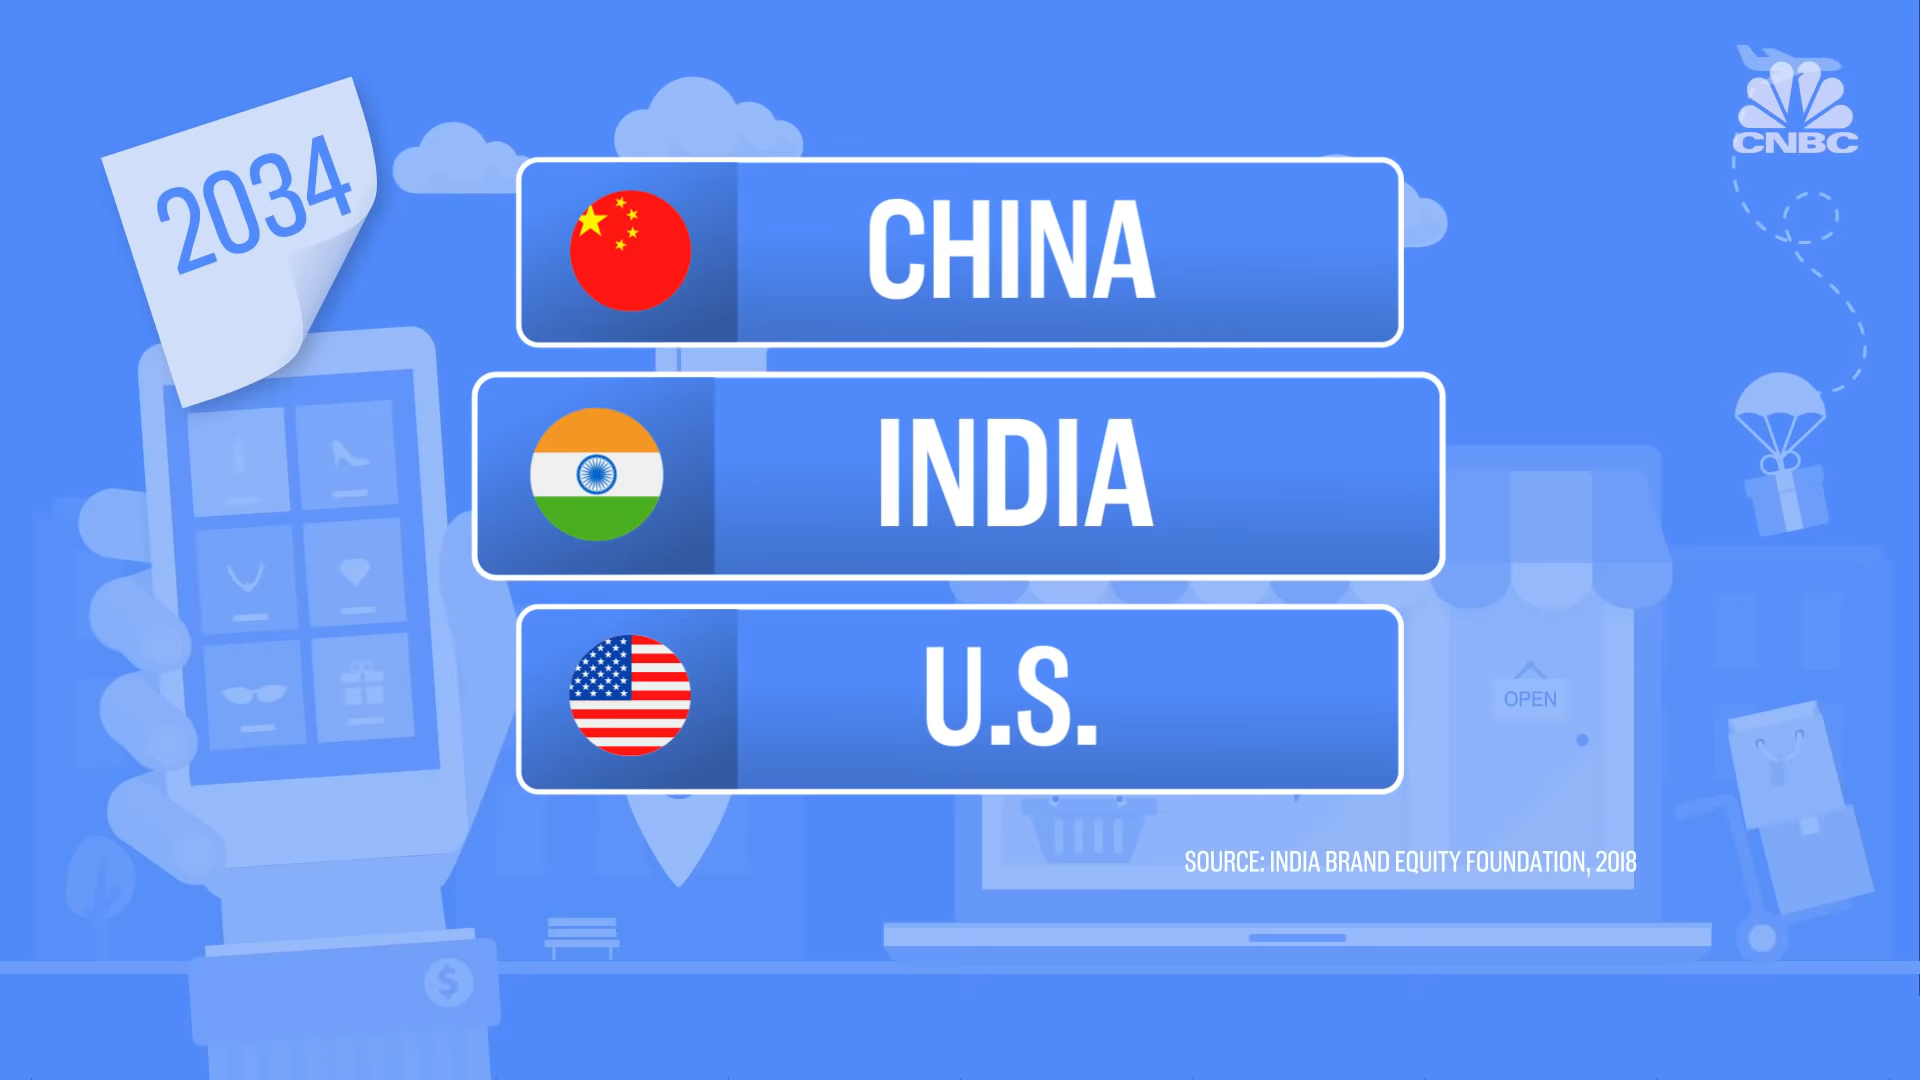 2034
CNBC
CHINA
INDIA
U.S.
OPEN
SOURCE: INDIA BRAND EQUITY FOUNDATION, 2018
$